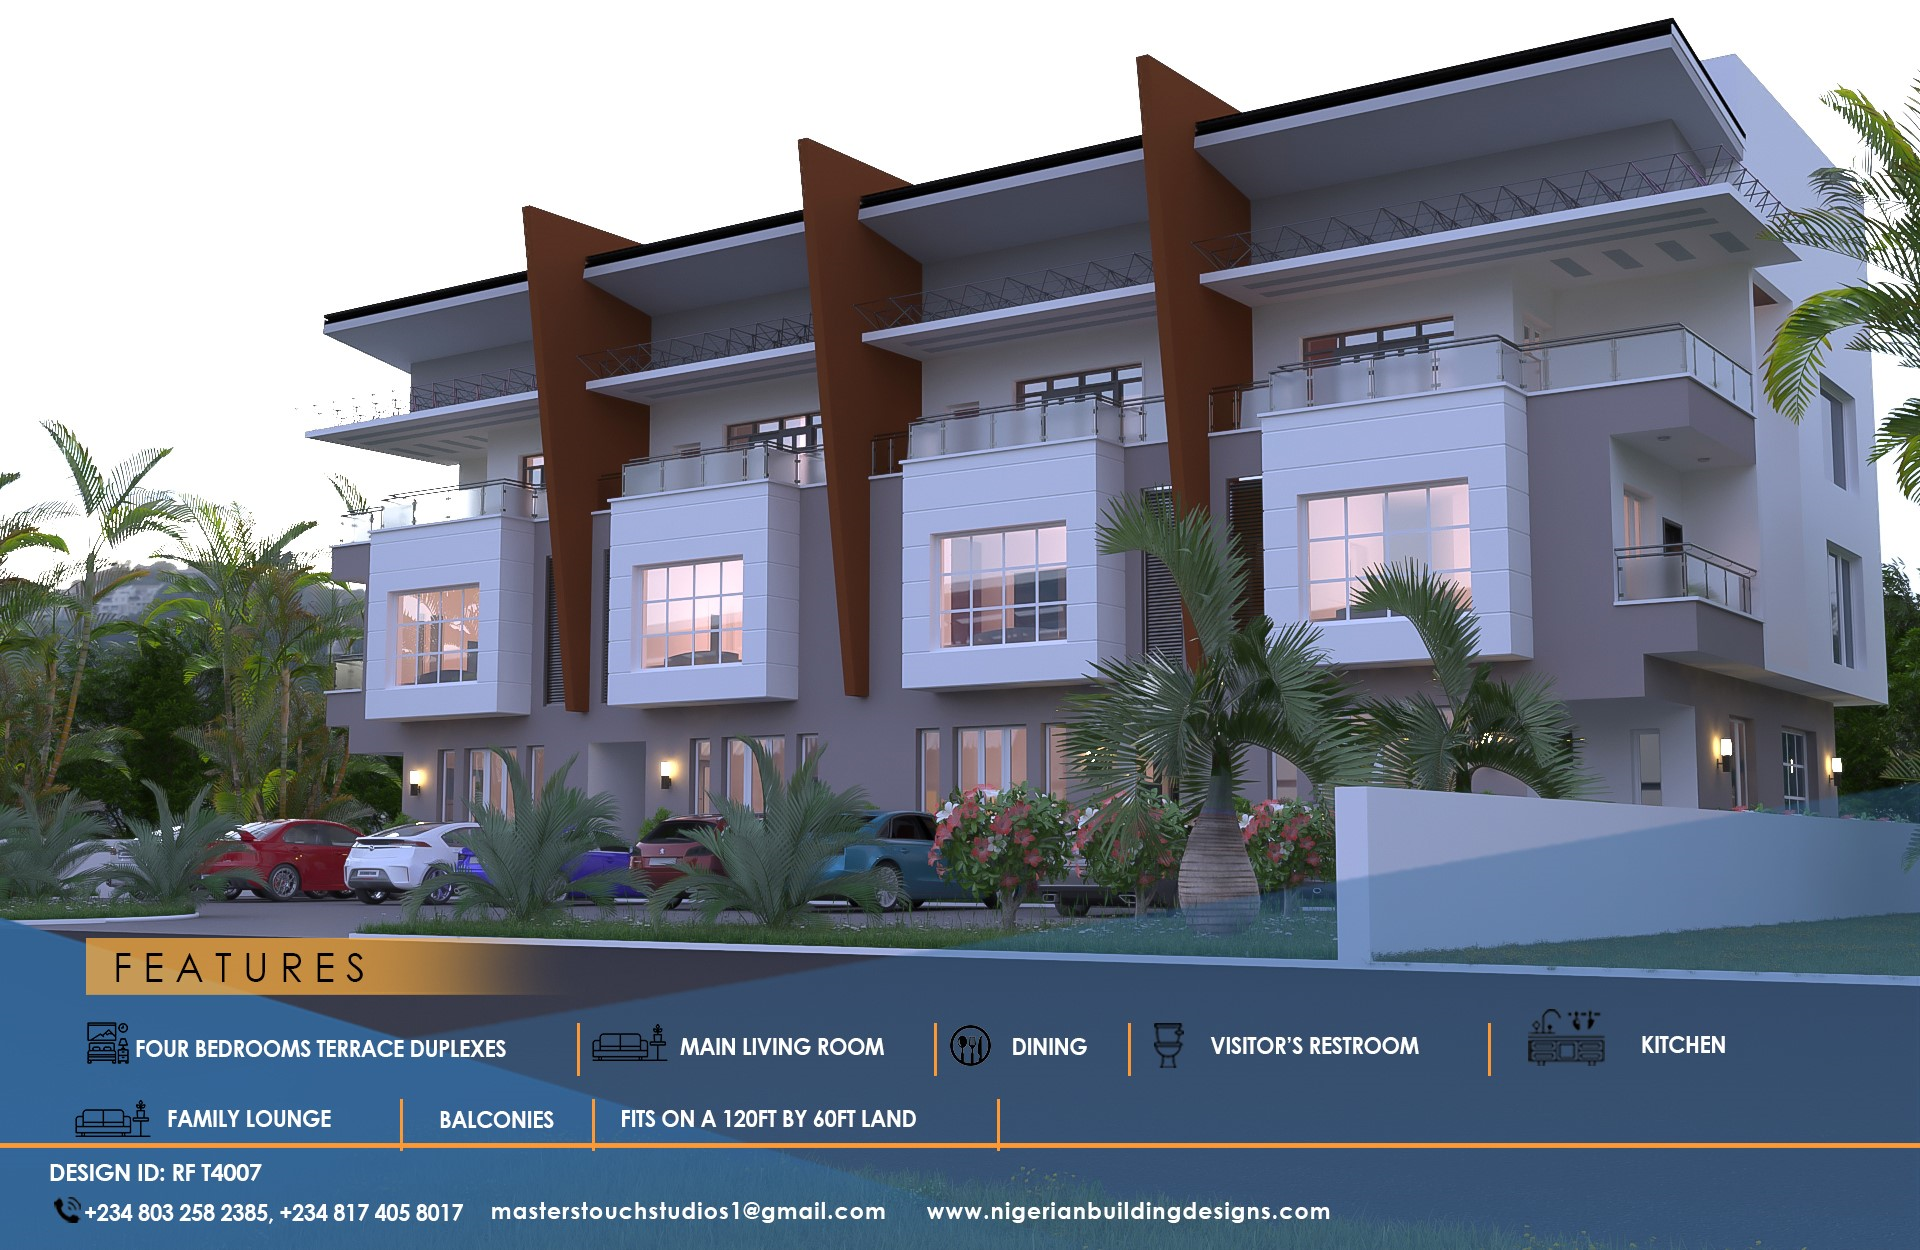 FEATURES
FOUR BEDROOMS TERRACE DUPLEXES
MAIN LIVING ROOM
DINING
VISITOR'S RESTROOM
KITCHEN
FAMILY LOUNGE
BALCONIES
FITS ON A 120FT BY 60FT LAND
DESIGN ID: RF T4007
+234 803 258 2385, +234 817 405 8017
masterstouchstudios1@gmail.com
www.nigerianbuildingdesigns.com